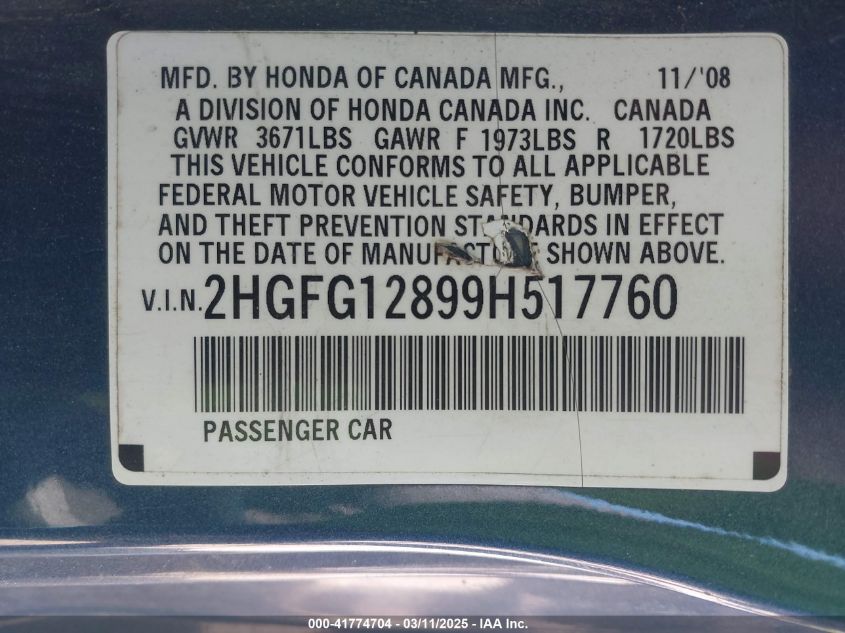 MFD. BY HONDA OF CANADA MFG., 11/'08
A DIVISION OF HONDA CANADA INC. CANADA
GVWR 3671LBS GAWR F 1973LBS R 1720LBS
THIS VEHICLE CONFORMS TO ALL APPLICABLE
FEDERAL MOTOR VEHICLE SAFETY, BUMPER,
AND THEFT PREVENTION STANDARDS IN EFFECT
ON THE DATE OF MANUFACTURE SHOWN ABOVE.
V.I.N. 2HGFG12899H517760
PASSENGER CAR
000-41774704 - 03/11/2025 - IAA Inc.